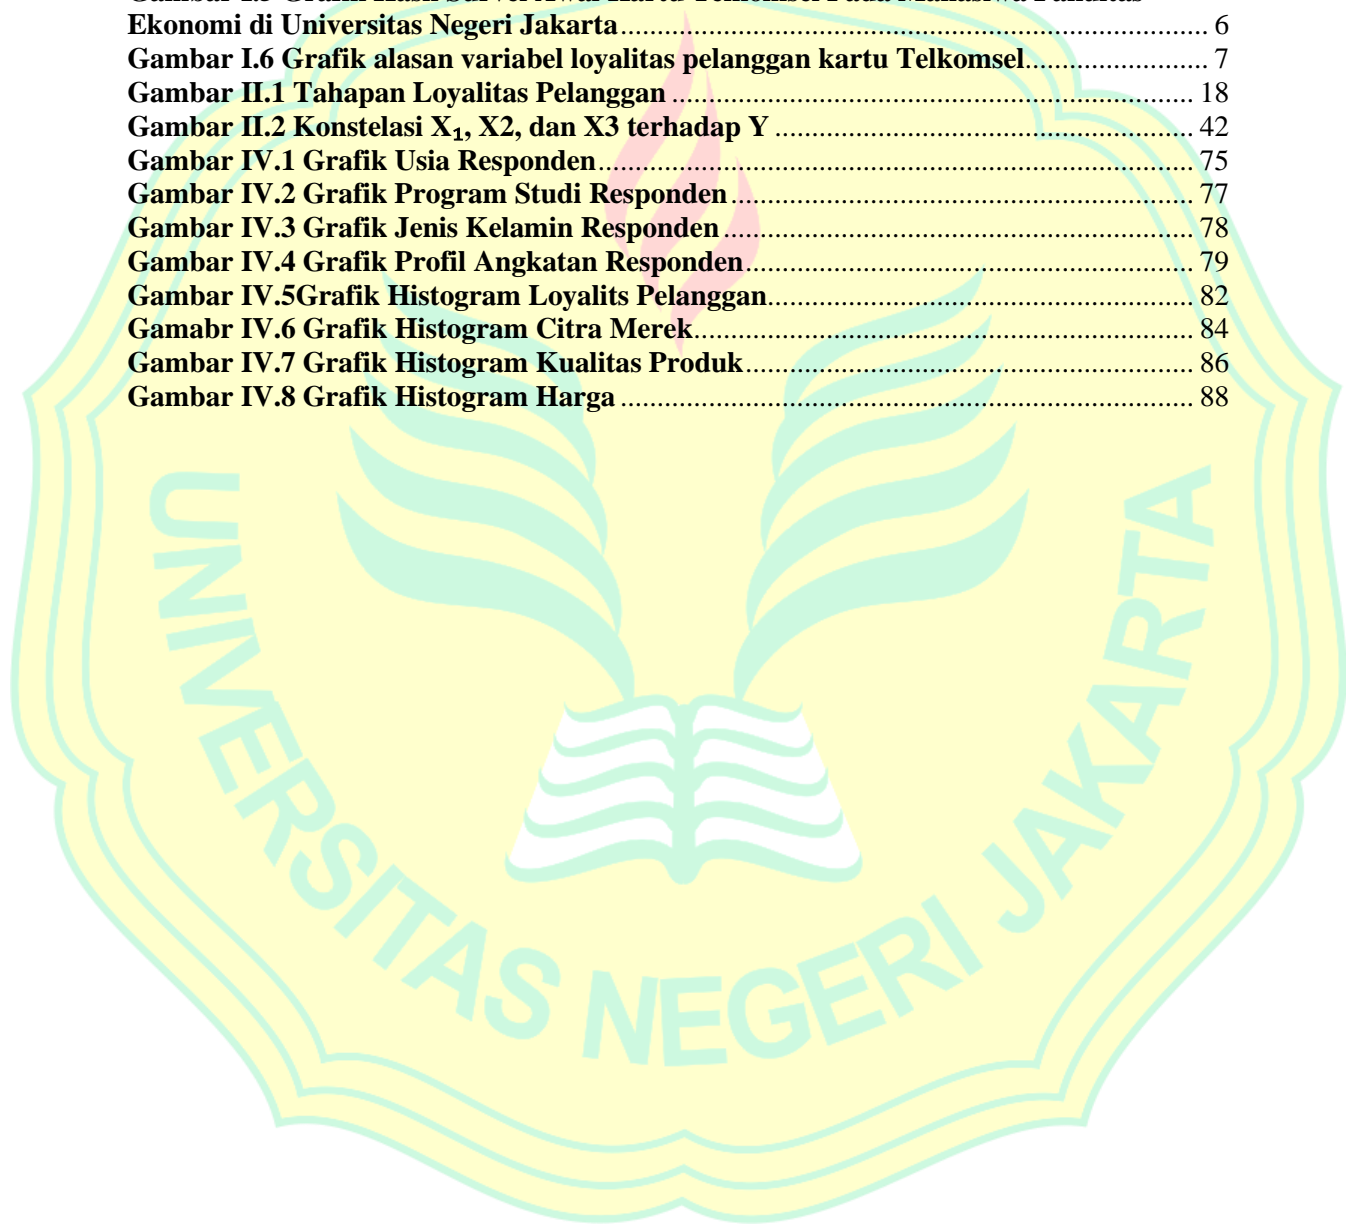 Ekonomi di Universitas Negeri Jakarta........................................................................................ 6
Gambar I.6 Grafik alasan variabel loyalitas pelanggan kartu Telkomsel......................... 7
Gambar II.1 Tahapan Loyalitas Pelanggan ........................................................................ 18
Gambar II.2 Konstelasi X₁, X2, dan X3 terhadap Y ......................................................... 42
Gambar IV.1 Grafik Usia Responden................................................................................. 75
Gambar IV.2 Grafik Program Studi Responden............................................................... 77
Gambar IV.3 Grafik Jenis Kelamin Responden ................................................................ 78
Gambar IV.4 Grafik Profil Angkatan Responden............................................................. 79
Gambar IV.5Grafik Histogram Loyalits Pelanggan.......................................................... 82
Gamabr IV.6 Grafik Histogram Citra Merek.................................................................... 84
Gambar IV.7 Grafik Histogram Kualitas Produk............................................................. 86
Gambar IV.8 Grafik Histogram Harga .............................................................................. 88
UNIVERSITAS NEGERI JAKARTA